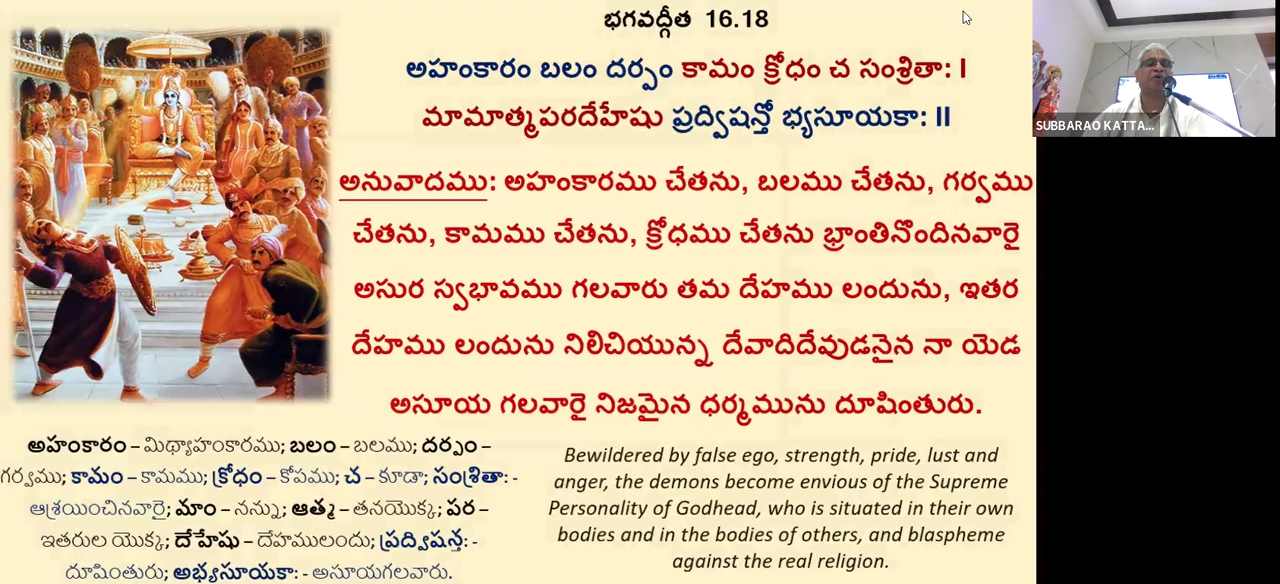 భగవద్గీత 16.18
అహంకారం బలం దర్పం కామం క్రోధం చ సంశ్రితా: I
మామాత్మపరదేహేషు ప్రద్విషన్తో భ్యసూయకా: II
అనువాదము: అహంకారము చేతను, బలము చేతను, గర్వము
చేతను, కామము చేతను, క్రోధము చేతను భ్రాంతినొందినవారై
అసుర స్వభావము గలవారు తమ దేహము లందును, ఇతర
దేహము లందును నిలిచియున్న దేవాదిదేవుడనైన నా యెడ
అసూయ గలవారై నిజమైన ధర్మమును దూషింతురు.
అహంకారం – మిథ్యాహంకారము; బలం – బలము; దర్పం –
గర్వము; కామం – కామము; క్రోధం – కోపము; చ – కూడా; సంశ్రితా: -
ఆశ్రయించినవారై; మాం – నన్ను; ఆత్మ – తనయొక్క; పర –
ఇతరుల యొక్క; దేహేషు – దేహములందు; ప్రద్విషన్త: -
దూషింతురు; అభ్యసూయకా: - అసూయగలవారు.
Bewildered by false ego, strength, pride, lust and
anger, the demons become envious of the Supreme
Personality of Godhead, who is situated in their own
bodies and in the bodies of others, and blaspheme
against the real religion.
SUBBARAO KATTA...